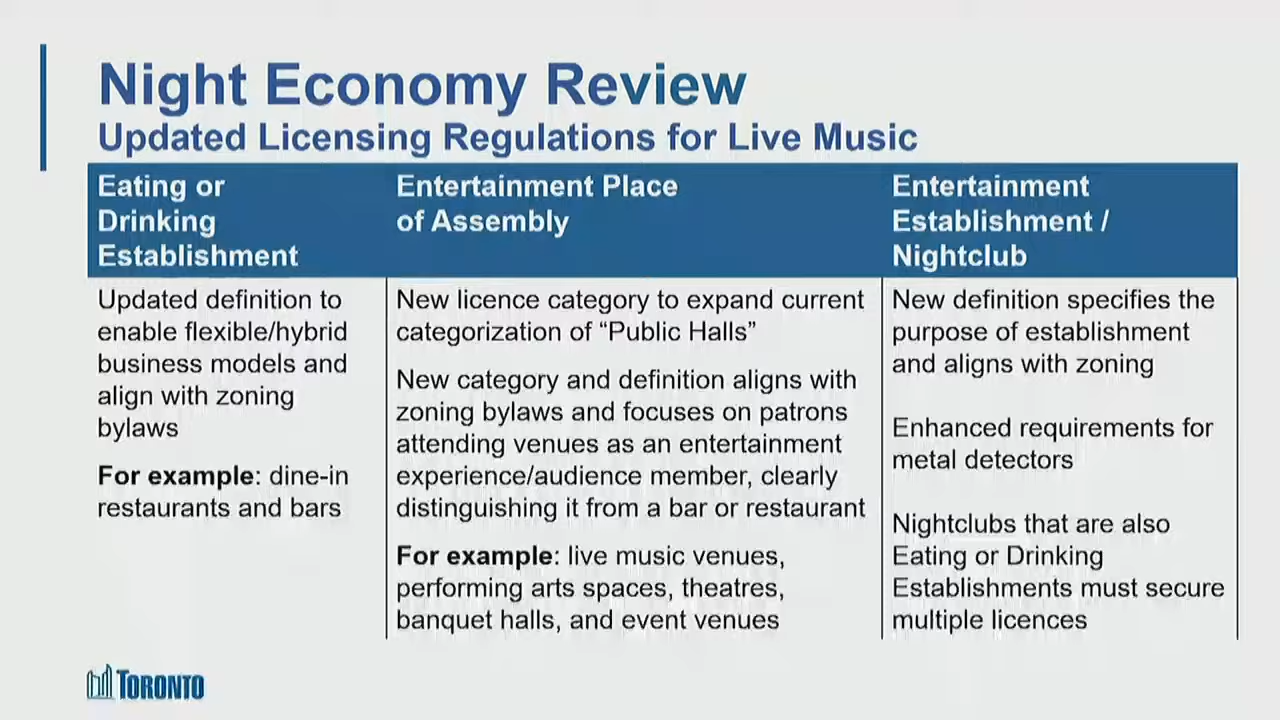 Night Economy Review
Updated Licensing Regulations for Live Music
Eating or
Drinking
Establishment
Entertainment Place
of Assembly
Entertainment
Establishment /
Nightclub
Updated definition to
enable flexible/hybrid
business models and
align with zoning
bylaws
For example: dine-in
restaurants and bars
New licence category to expand current
categorization of “Public Halls”
New category and definition aligns with
zoning bylaws and focuses on patrons
attending venues as an entertainment
experience/audience member, clearly
distinguishing it from a bar or restaurant
For example: live music venues,
performing arts spaces, theatres,
banquet halls, and event venues
New definition specifies the
purpose of establishment
and aligns with zoning
Enhanced requirements for
metal detectors
Nightclubs that are also
Eating or Drinking
Establishments must secure
multiple licences
TORONTO